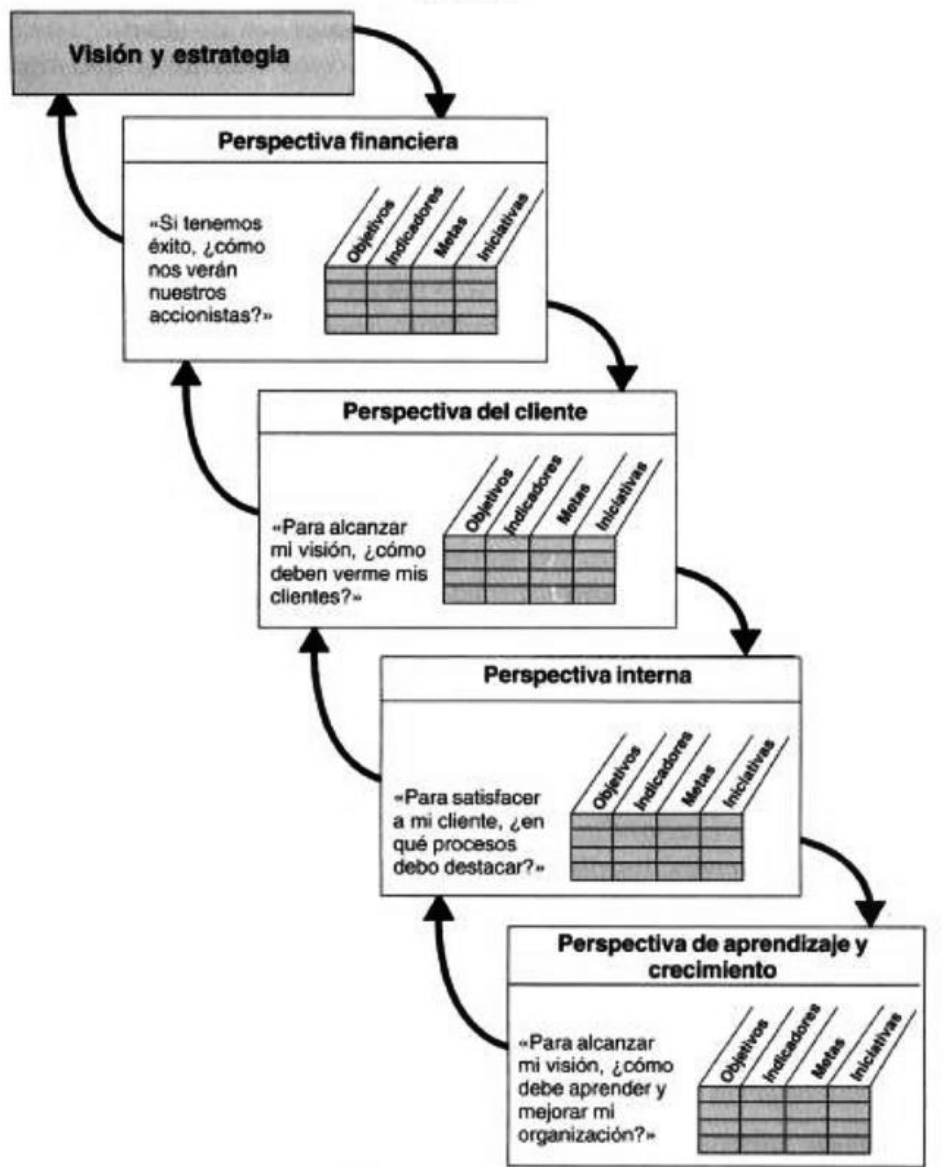 Visión y estrategia
Perspectiva financiera
«Si tenemos
éxito, ¿cómo
nos verán
nuestros
accionistas?»
Objetivos
Indicadores
Metas
Iniciativas
Perspectiva del cliente
«Para alcanzar
mi visión, ¿cómo
deben verme mis
clientes?»
Objetivos
Indicadores
Metas
Iniciativas
Perspectiva interna
«Para satisfacer
a mi cliente, ¿en
qué procesos
debo destacar?»
Objetivos
Indicadores
Metas
Iniciativas
Perspectiva de aprendizaje y
crecimiento
«Para alcanzar
mi visión, ¿cómo
debe aprender y
mejorar mi
organización?»
Objetivos
Indicadores
Metas
Iniciativas